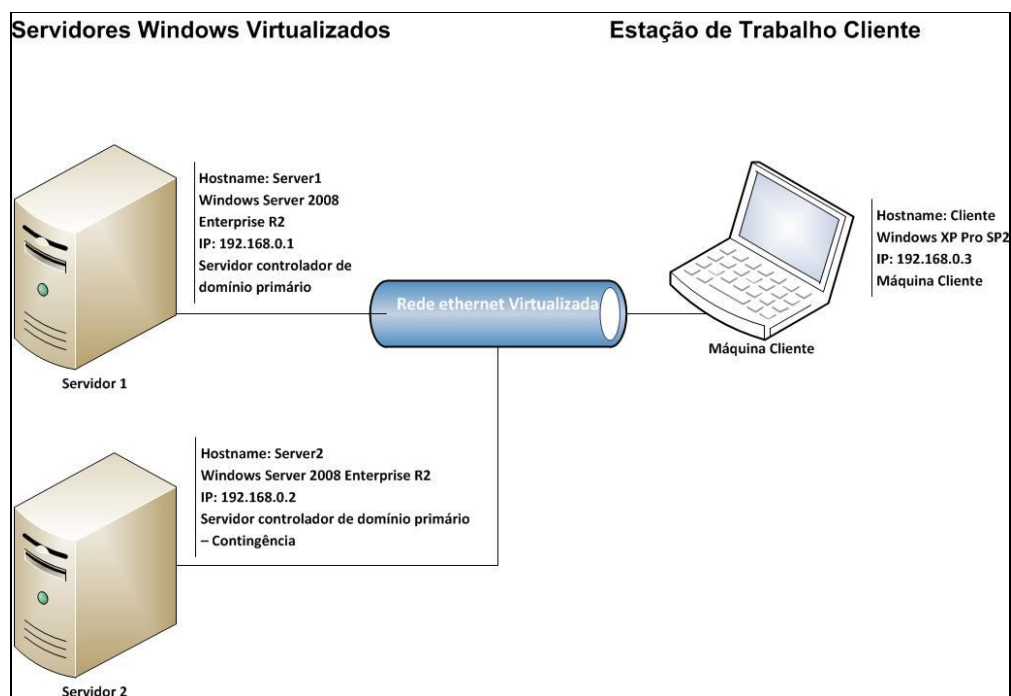 Servidores Windows Virtualizados
Estação de Trabalho Cliente
Hostname: Server1
Windows Server 2008
Enterprise R2
IP: 192.168.0.1
Servidor controlador de
domínio primário
Servidor 1
Rede ethernet Virtualizada
Hostname: Cliente
Windows XP Pro SP2
IP: 192.168.0.3
Máquina Cliente
Máquina Cliente
Hostname: Server2
Windows Server 2008 Enterprise R2
IP: 192.168.0.2
Servidor controlador de domínio primário
– Contingência
Servidor 2